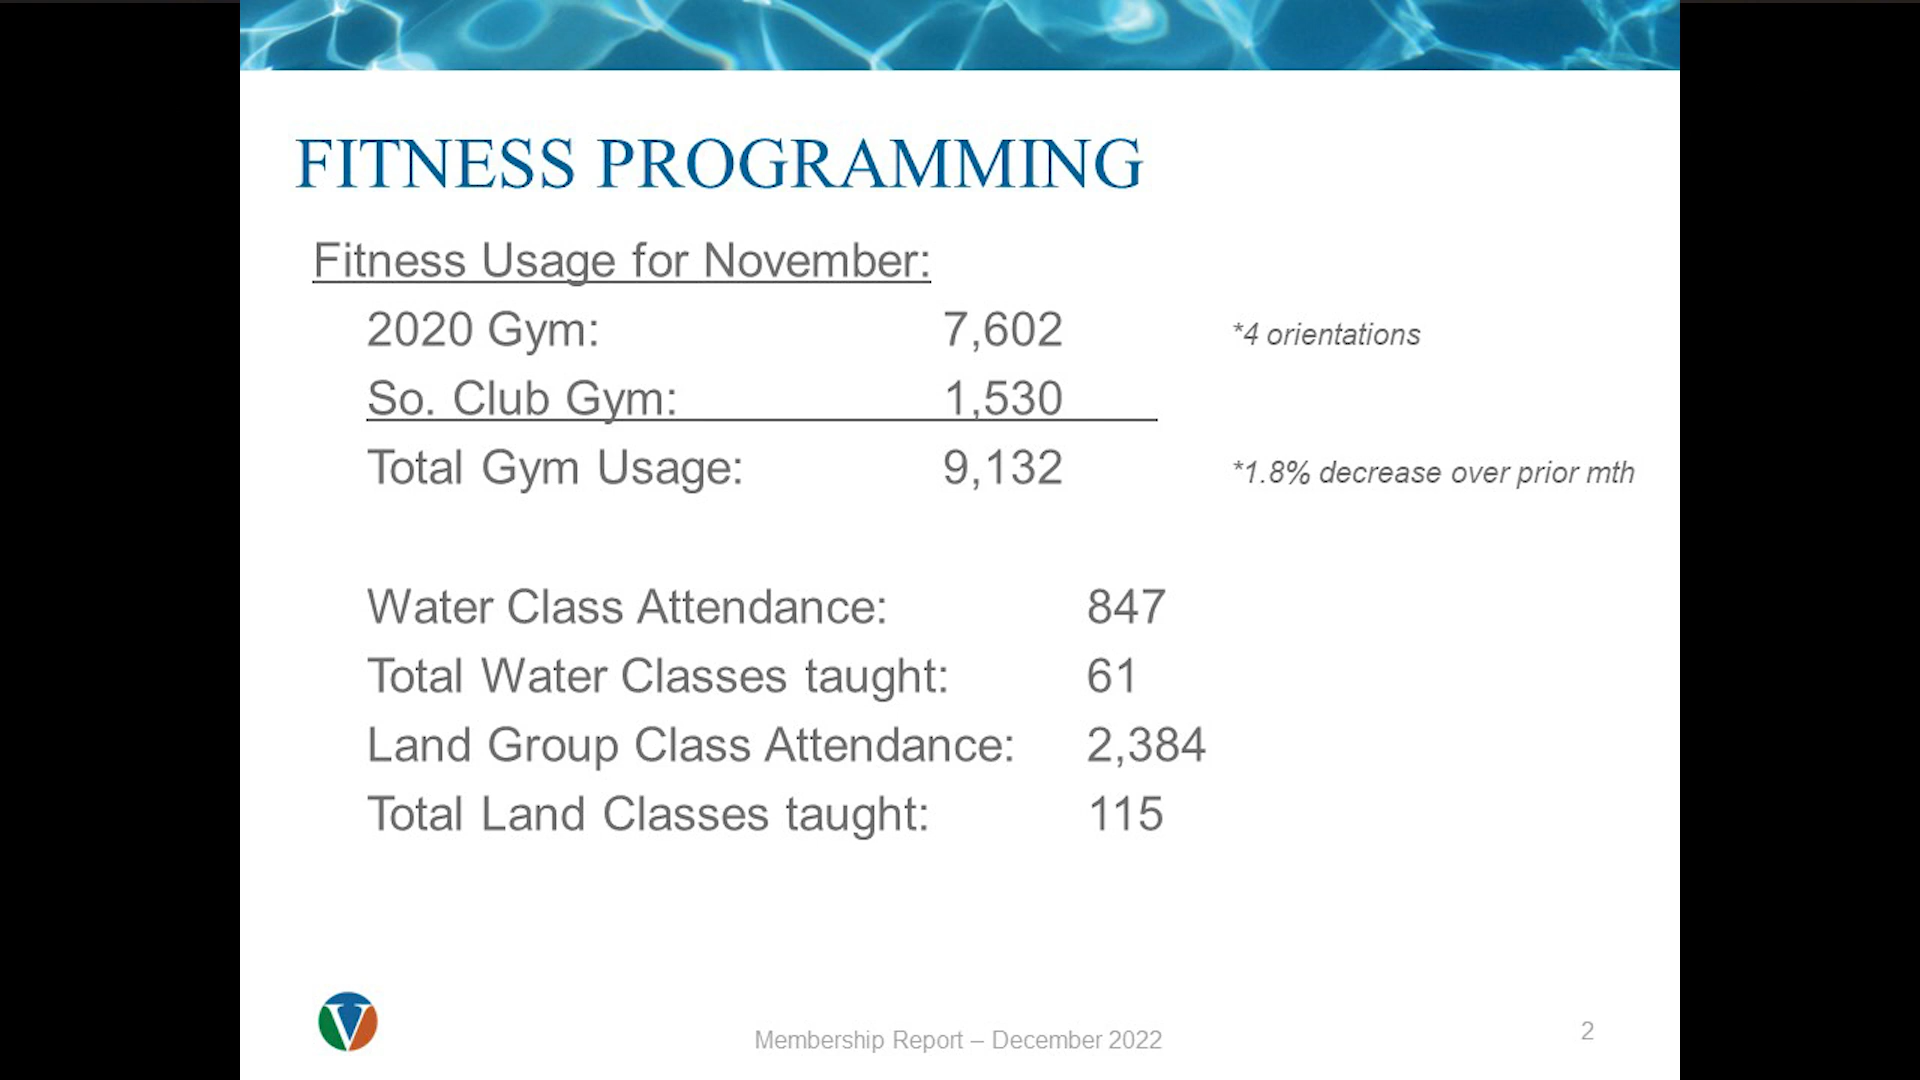 FITNESS PROGRAMMING
Fitness Usage for November:
2020 Gym: 7,602 *4 orientations
So. Club Gym: 1,530
Total Gym Usage: 9,132 *1.8% decrease over prior mth
Water Class Attendance: 847
Total Water Classes taught: 61
Land Group Class Attendance: 2,384
Total Land Classes taught: 115
V
Membership Report – December 2022
2